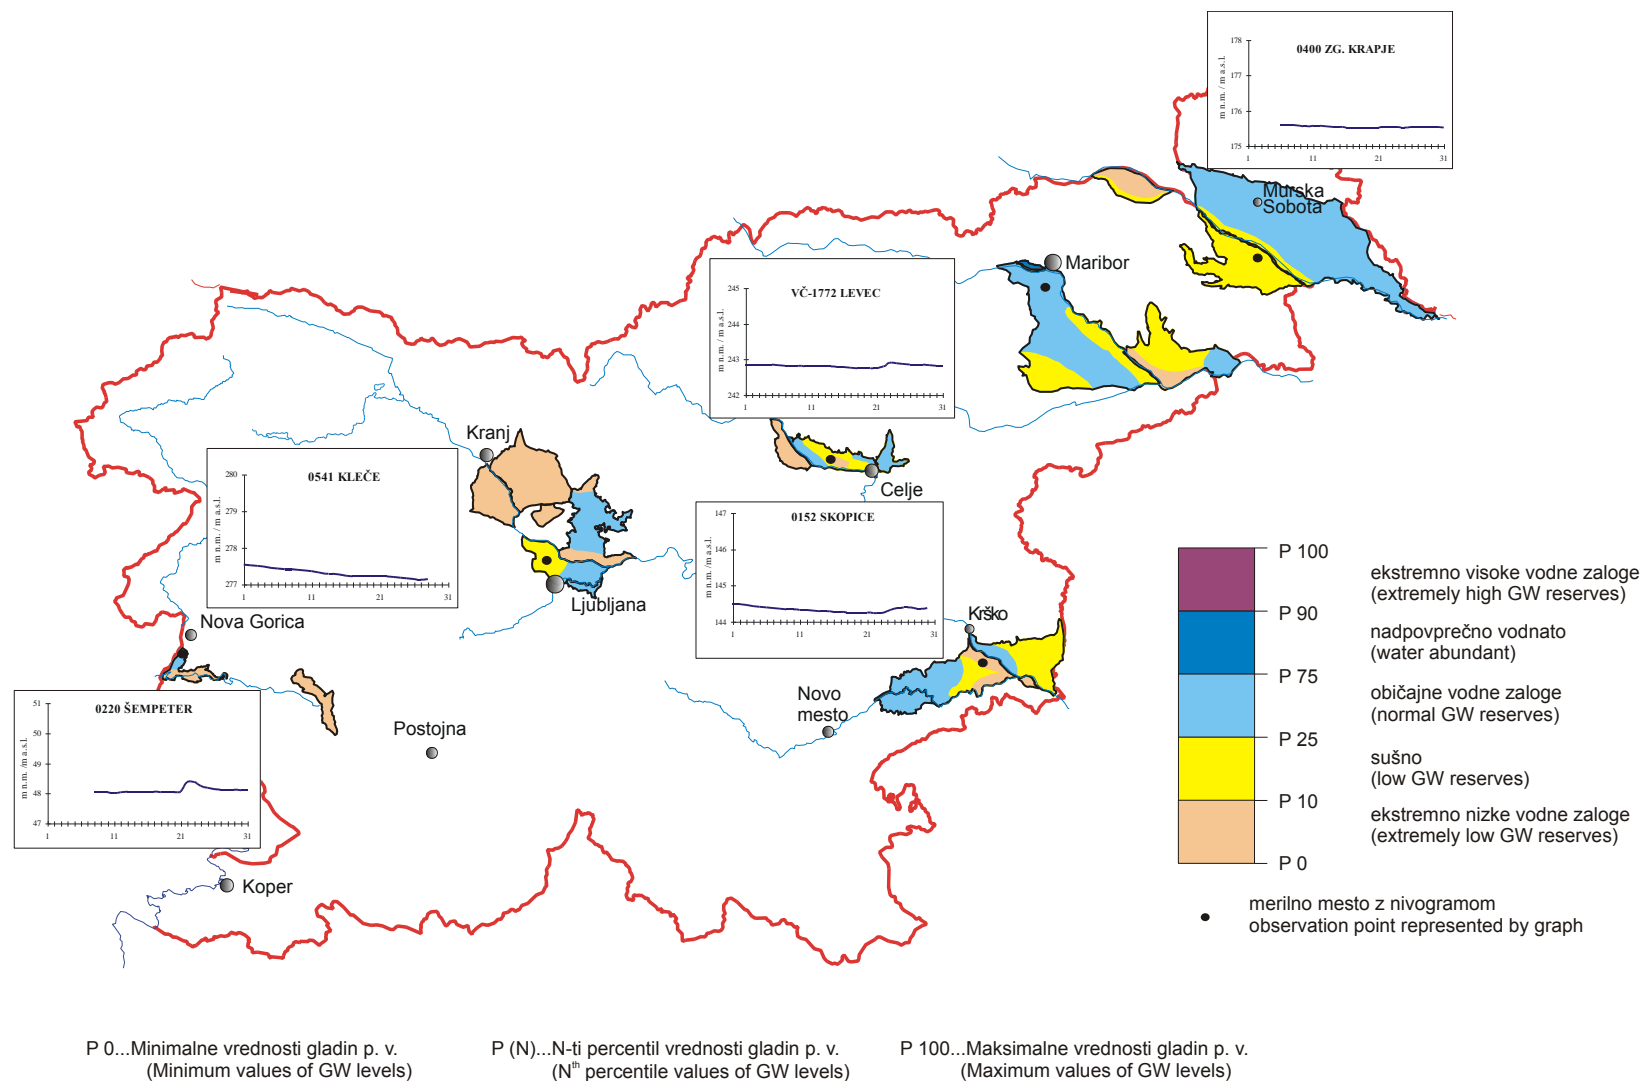 0400 ZG. KRAPJE
m n.m. / m a.s.l.
178
177
176
175
1
11
21
31
Murska
Sobota
Maribor
VČ-1772 LEVEC
m n.m. / m a.s.l.
245
244
243
242
1
11
21
31
Kranj
Celje
0541 KLEČE
m n.m. / m a.s.l.
280
279
278
277
1
11
21
31
0152 SKOPICE
m n.m. /m a.s.l.
147
146
145
144
1
11
21
31
Ljubljana
Nova Gorica
Krško
Novo
mesto
Postojna
0220 ŠEMPETER
m n.m. /m a.s.l.
51
50
49
48
47
1
11
21
31
Koper
P 100
ekstremno visoke vodne zaloge
(extremely high GW reserves)
P 90
nadpovprečno vodnato
(water abundant)
P 75
običajne vodne zaloge
(normal GW reserves)
P 25
sušno
(low GW reserves)
P 10
ekstremno nizke vodne zaloge
(extremely low GW reserves)
P 0
merilno mesto z nivogramom
observation point represented by graph
P 0...Minimalne vrednosti gladin p. v.
(Minimum values of GW levels)
P (N)...N-ti percentil vrednosti gladin p. v.
(Nth percentile values of GW levels)
P 100...Maksimalne vrednosti gladin p. v.
(Maximum values of GW levels)